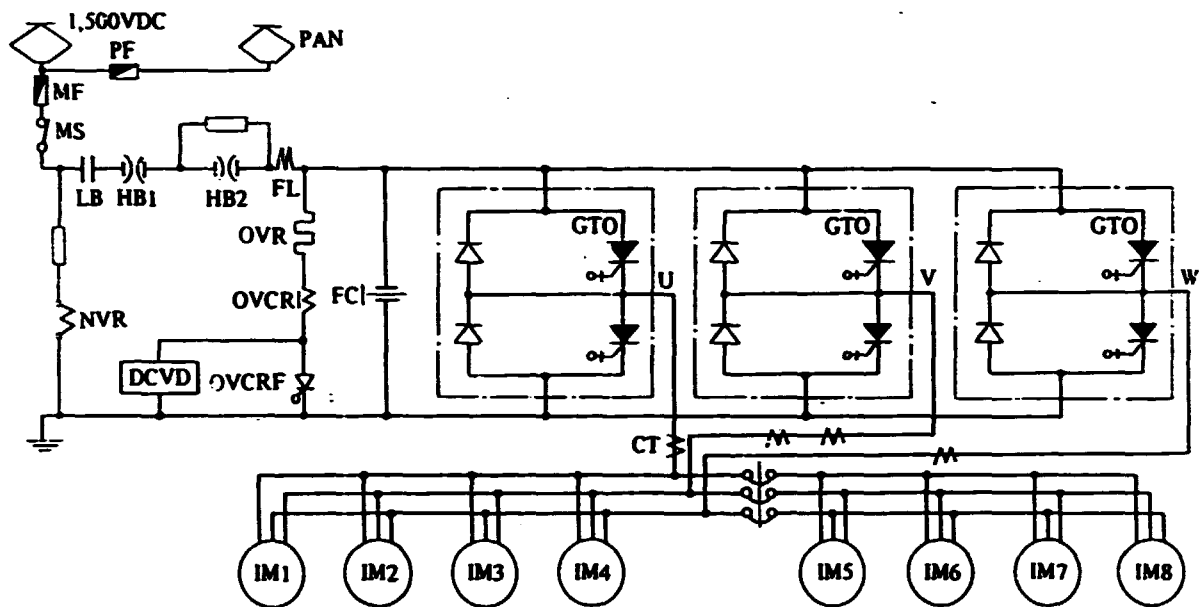 1,500VDC
PF
PAN
MF
MS
LB
HB1
HB2
FL
OVR
OVCRI
FC
NVR
DCVD
OVCRF
GTO
GTO
GTO
U
V
W
CT
IM1
IM2
IM3
IM4
IM5
IM6
IM7
IM8